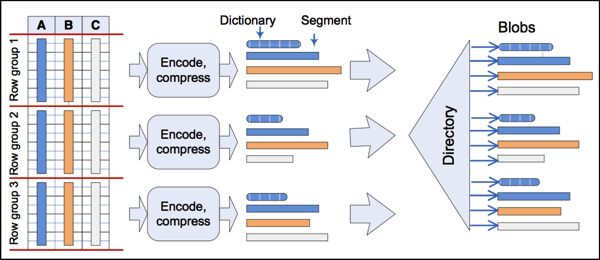 Dictionary Segment
Blobs
A B C
Row group 1
Encode,
compress
Row group 2
Encode,
compress
Directory
Row group 3
Encode,
compress